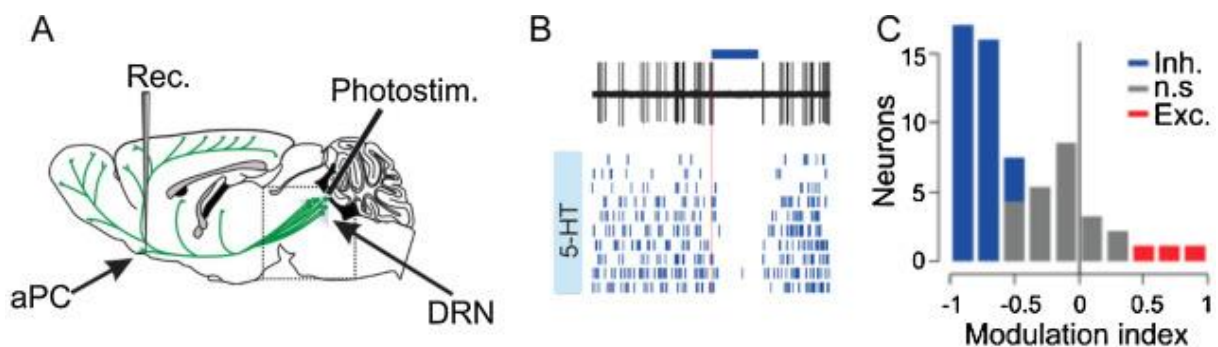 A
Rec.
Photostim.
aPC
DRN
B
5-HT
C
15
10
5
0
Neurons
Inh.
n.s
Exc.
-1 -0.5 0 0.5 1
Modulation index